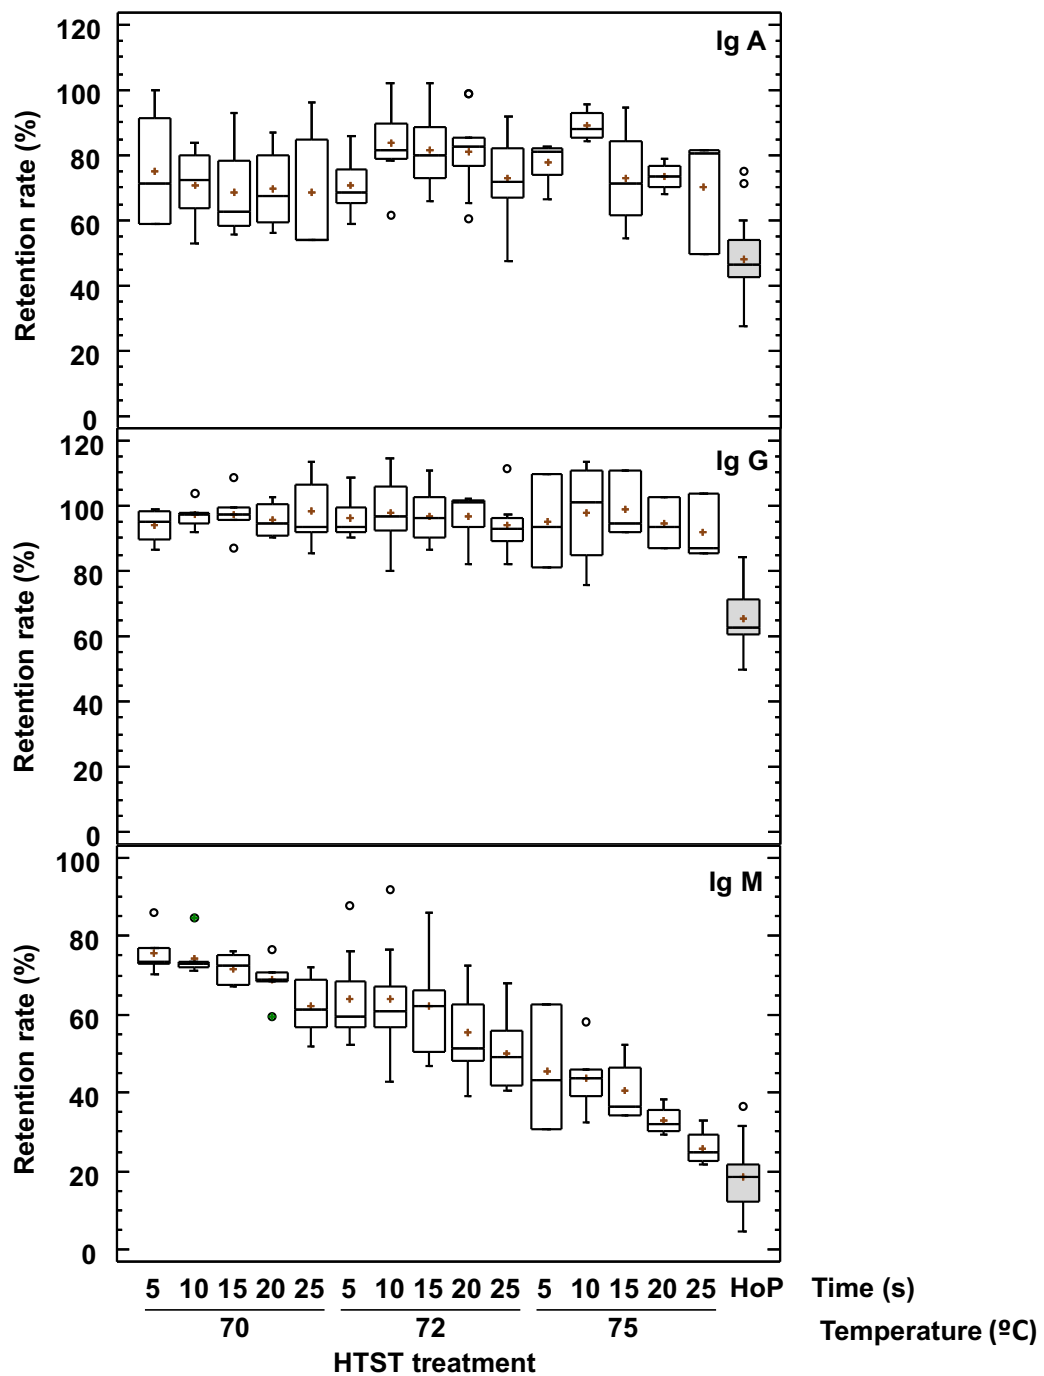 120
Ig A
100
80
60
40
20
0
Retention rate (%)
120
Ig G
100
80
60
40
20
0
Retention rate (%)
100
Ig M
80
60
40
20
0
Retention rate (%)
5 10 15 20 25 5 10 15 20 25 5 10 15 20 25 HoP Time (s)
70 72 75 Temperature (ºC)
HTST treatment